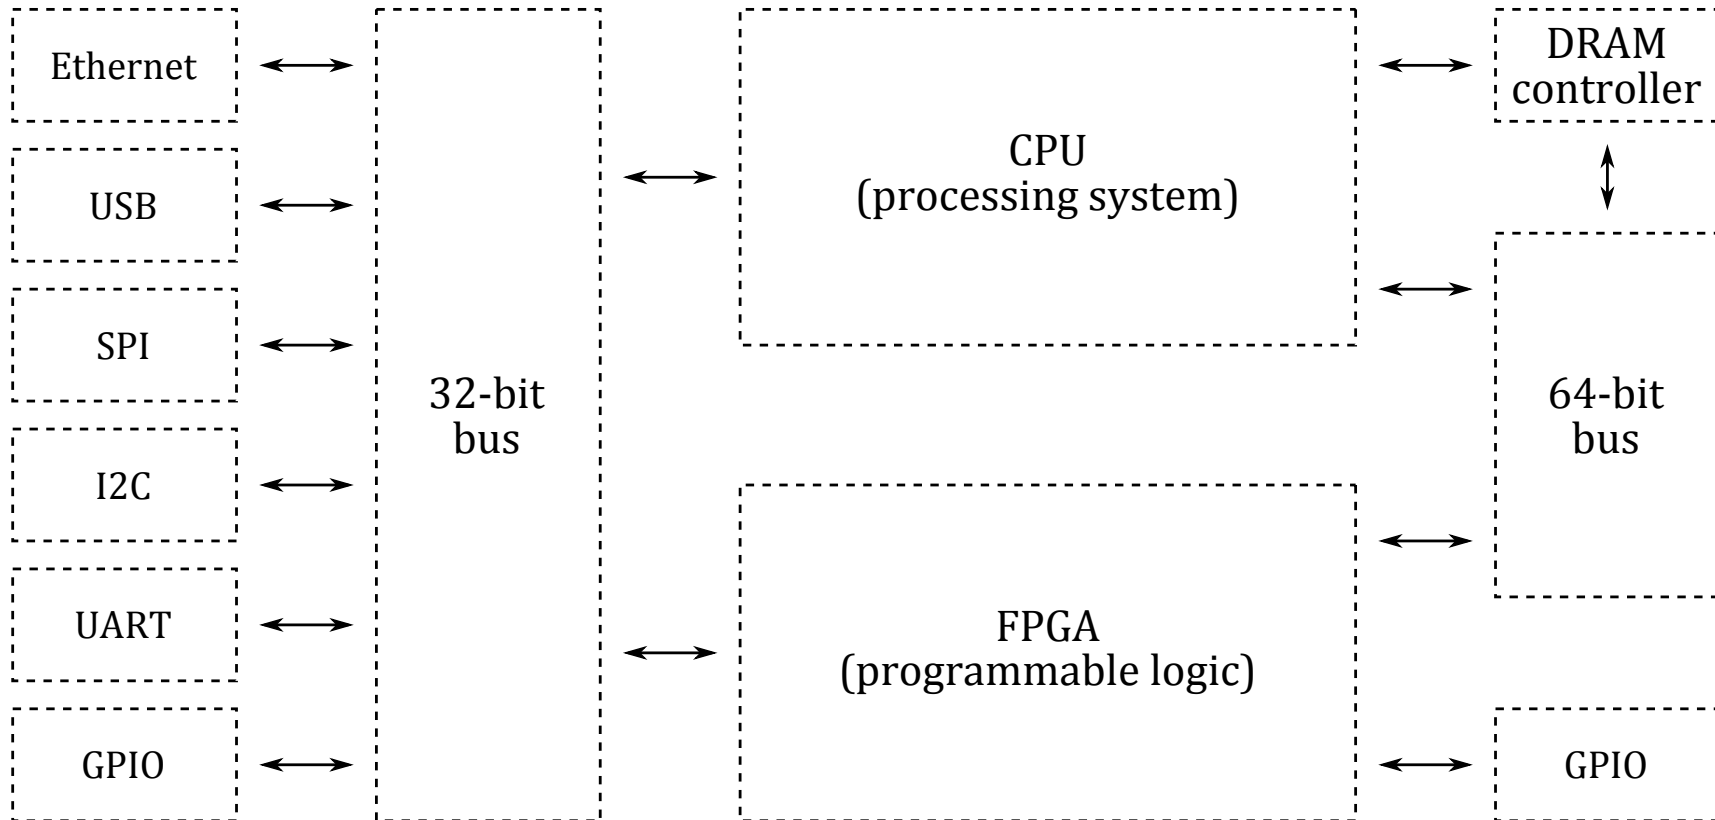 Ethernet
USB
SPI
I2C
UART
GPIO
32-bit
bus
CPU
(processing system)
FPGA
(programmable logic)
DRAM
controller
64-bit
bus
GPIO